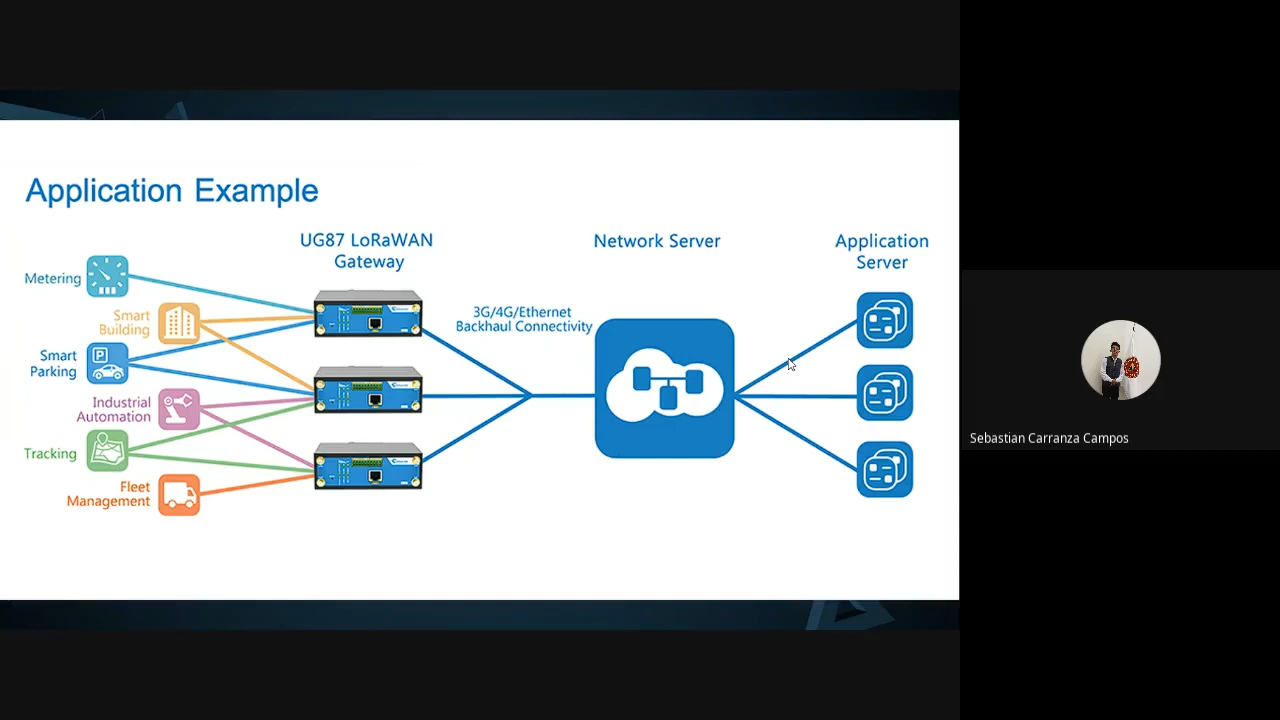 Application Example
UG87 LoRaWAN
Gateway
Network Server
Application
Server
Metering
Smart
Building
Smart
Parking
P
Industrial
Automation
Tracking
Fleet
Management
3G/4G/Ethernet
Backhaul Connectivity
Sebastian Carranza Campos